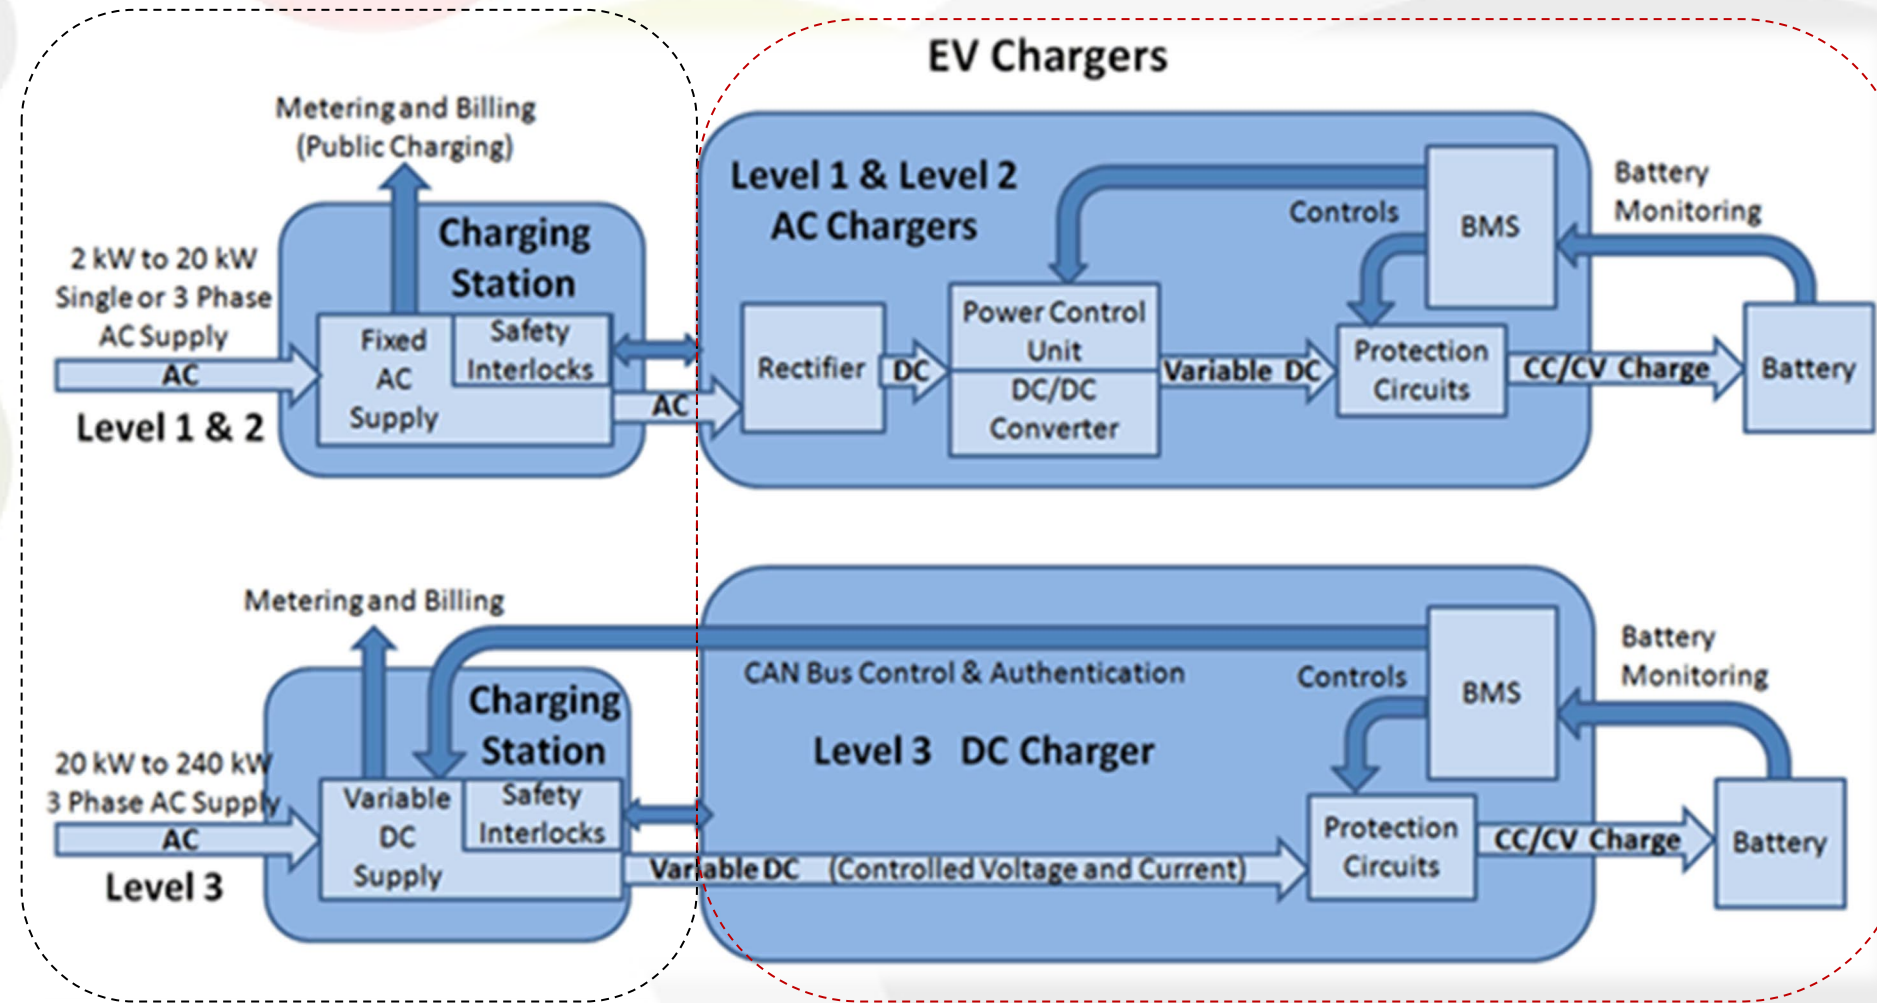 EV Chargers
Metering and Billing
(Public Charging)
Charging
Station
2 kW to 20 kW
Single or 3 Phase
AC Supply
AC
Level 1 & 2
Fixed
AC
Supply
Safety
Interlocks
AC
Level 1 & Level 2
AC Chargers
Controls
BMS
Battery
Monitoring
Rectifier
DC
Power Control
Unit
DC/DC
Converter
Variable DC
Protection
Circuits
CC/CV Charge
Battery
Metering and Billing
Charging
Station
20 kW to 240 kW
3 Phase AC Supply
AC
Level 3
Variable
DC
Supply
Safety
Interlocks
CAN Bus Control & Authentication
Level 3 DC Charger
Controls
BMS
Battery
Monitoring
Variable DC (Controlled Voltage and Current)
Protection
Circuits
CC/CV Charge
Battery